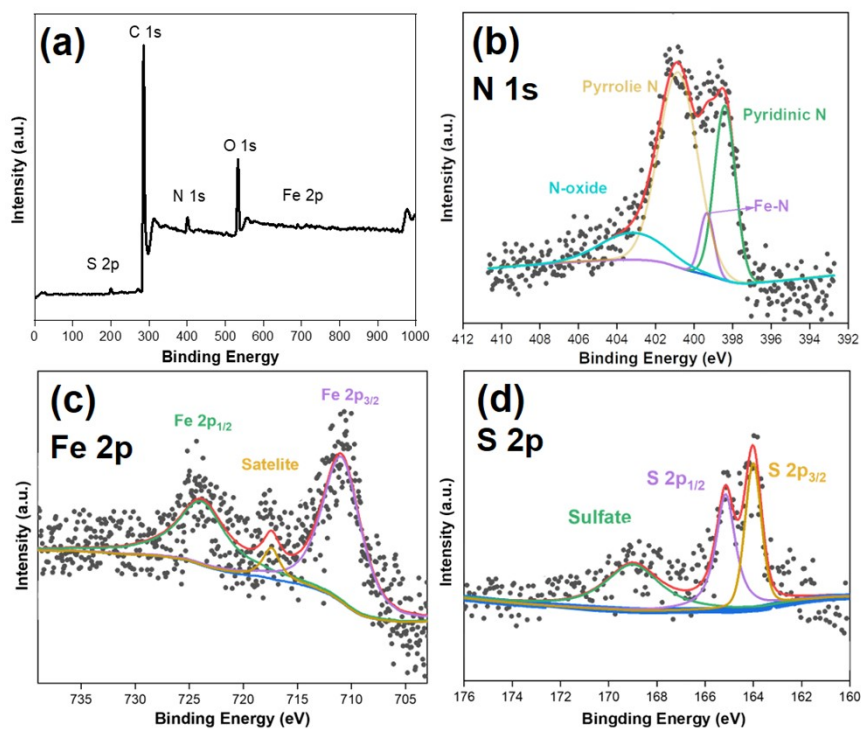 (a)
C 1s
O 1s
N 1s
Fe 2p
S 2p
Intensity (a.u.)
0 100 200 300 400 500 600 700 800 900 1000
Binding Energy
(b)
N 1s
Pyrrolie N
Pyridinic N
N-oxide
Fe-N
Intensity (a.u.)
412 410 408 406 404 402 400 398 396 394 392
Binding Energy (eV)
(c)
Fe 2p
Fe 2p3/2
Fe 2p1/2
Satelite
Intensity (a.u.)
735 730 725 720 715 710 705
Binding Energy (eV)
(d)
S 2p
S 2p1/2
S 2p3/2
Sulfate
Intensity (a.u.)
176 174 172 170 168 166 164 162 160
Bingding Energy (eV)